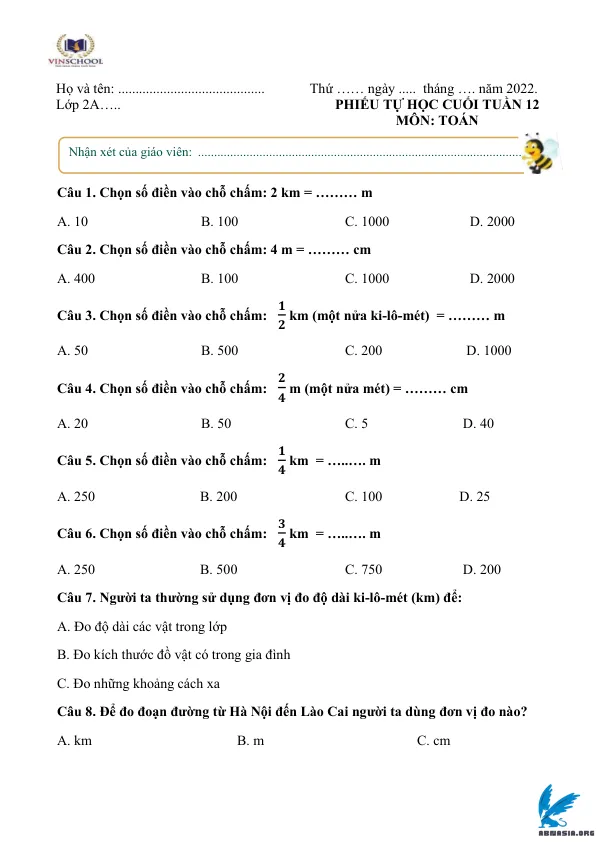 VINSCHOOL
Họ và tên: ..........................................
Thứ …… ngày ..... tháng …. năm 2022.
Lớp 2A…..
PHIẾU TỰ HỌC CUỐI TUẦN 12
MÔN: TOÁN
Nhận xét của giáo viên: ....................................................................................................
Câu 1. Chọn số điền vào chỗ chấm: 2 km = ……… m
A. 10 B. 100 C. 1000 D. 2000
Câu 2. Chọn số điền vào chỗ chấm: 4 m = ……… cm
A. 400 B. 100 C. 1000 D. 2000
Câu 3. Chọn số điền vào chỗ chấm: 1/2 km (một nửa ki-lô-mét) = ……… m
A. 50 B. 500 C. 200 D. 1000
Câu 4. Chọn số điền vào chỗ chấm: 2/4 m (một nửa mét) = ……… cm
A. 20 B. 50 C. 5 D. 40
Câu 5. Chọn số điền vào chỗ chấm: 1/4 km = …..…. m
A. 250 B. 200 C. 100 D. 25
Câu 6. Chọn số điền vào chỗ chấm: 3/4 km = …..…. m
A. 250 B. 500 C. 750 D. 200
Câu 7. Người ta thường sử dụng đơn vị đo độ dài ki-lô-mét (km) để:
A. Đo độ dài các vật trong lớp
B. Đo kích thước đồ vật có trong gia đình
C. Đo những khoảng cách xa
Câu 8. Để đo đoạn đường từ Hà Nội đến Lào Cai người ta dùng đơn vị đo nào?
A. km B. m C. cm
ABNASIA.ORG